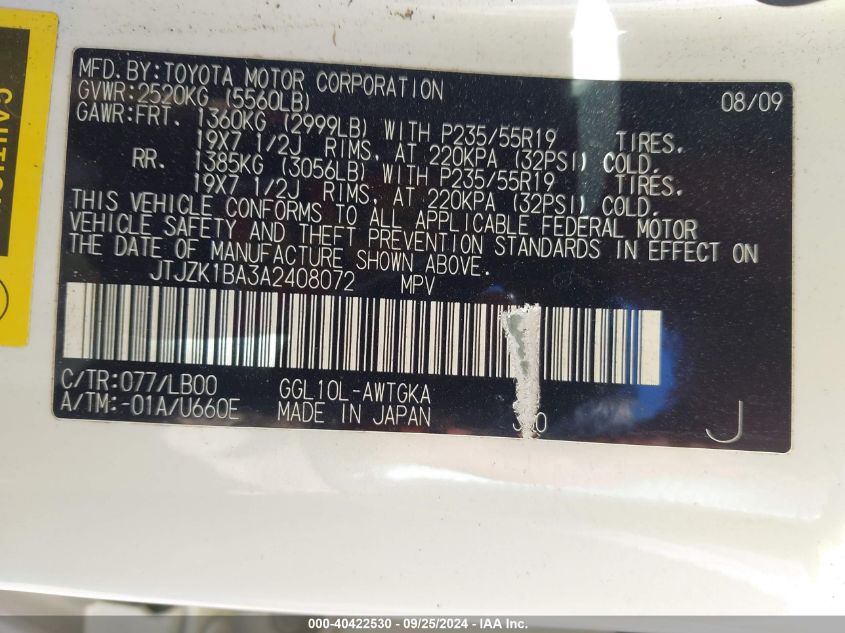 CAUTION
MFD.BY:TOYOTA MOTOR CORPORATION 08/09
GVWR:2520KG (5560LB)
GAWR:FRT. 1360KG (2999LB) WITH P235/55R19 TIRES.
19X7 1/2J RIMS, AT 220KPA (32PSI) COLD.
RR. 1385KG (3056LB) WITH P235/55R19 TIRES.
19X7 1/2J RIMS, AT 220KPA (32PSI) COLD.
THIS VEHICLE CONFORMS TO ALL APPLICABLE FEDERAL MOTOR
VEHICLE SAFETY AND THEFT PREVENTION STANDARDS IN EFFECT ON
THE DATE OF MANUFACTURE SHOWN ABOVE.
JTJZK1BA3A2408072 MPV
C/TR:077/LB00 GGL10L-AWTGKA
A/TM:-01A/U660E MADE IN JAPAN J
000-40422530 - 09/25/2024 - IAA Inc.